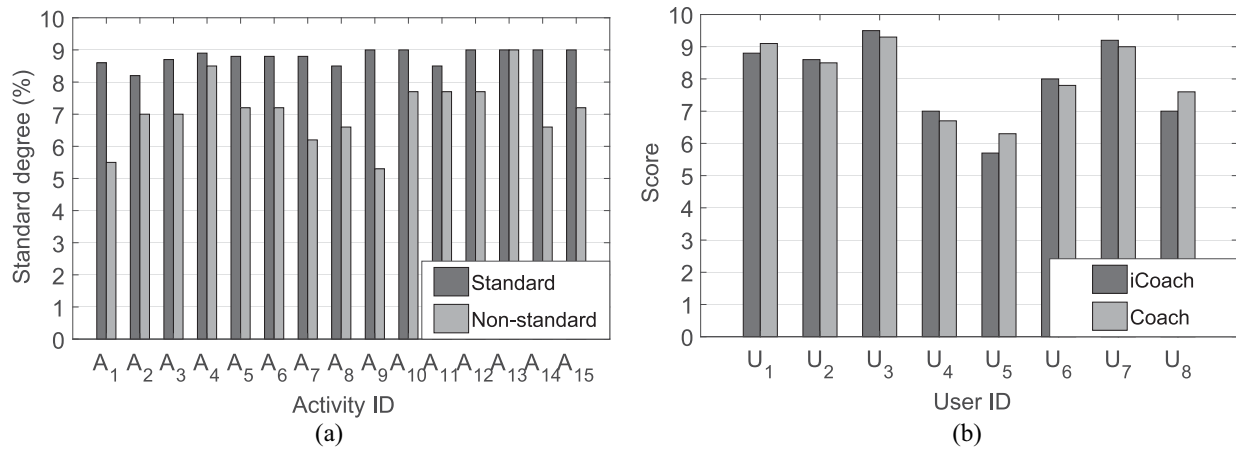 10
9
8
7
6
5
4
3
2
1
0
Standard degree (%)
Standard
Non-standard
A1 A2 A3 A4 A5 A6 A7 A8 A9 A10 A11 A12 A13 A14 A15
Activity ID
(a)
10
9
8
7
6
5
4
3
2
1
0
Score
iCoach
Coach
U1 U2 U3 U4 U5 U6 U7 U8
User ID
(b)